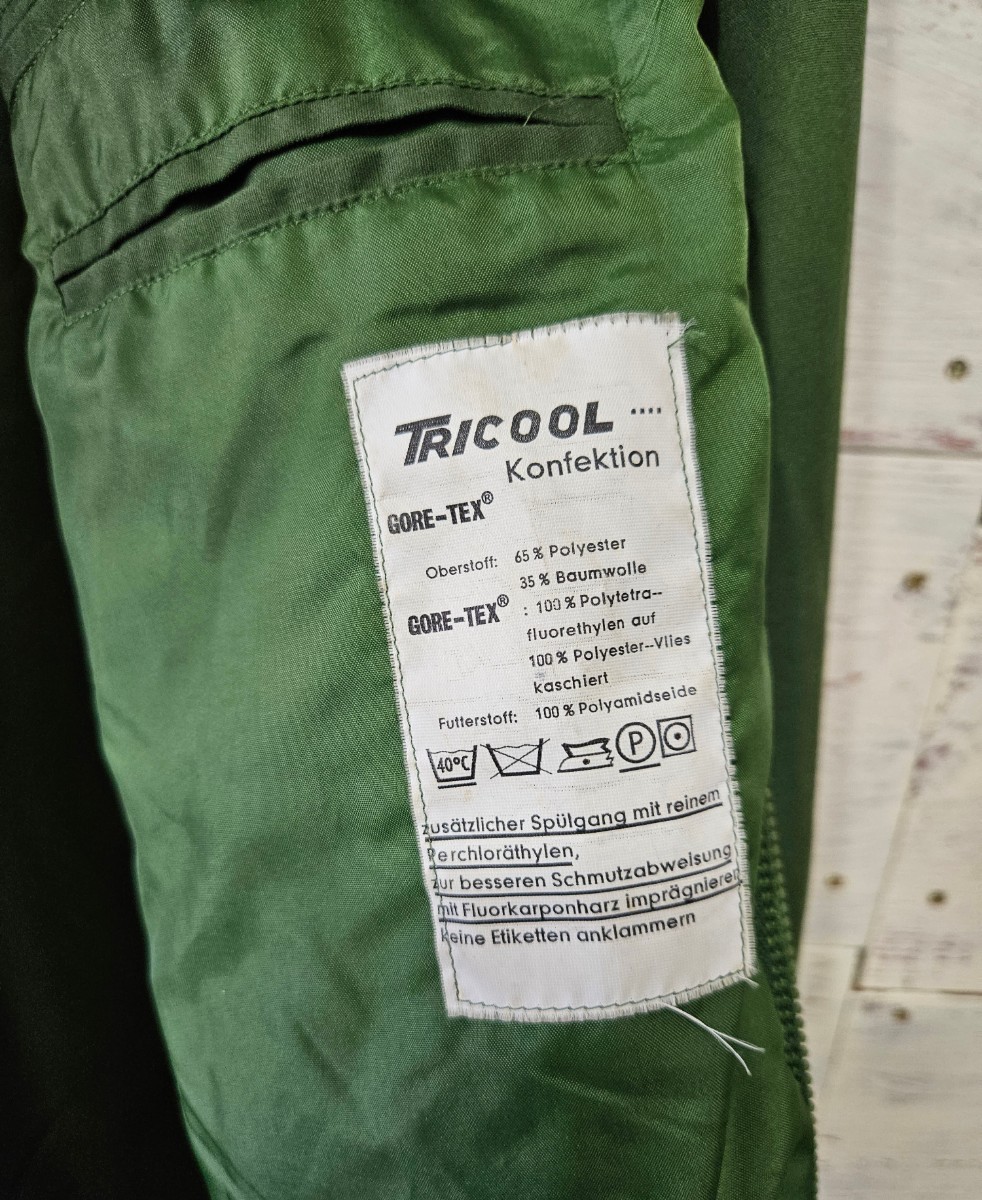 TRICOOL ....
Konfektion
GORE-TEX®
Oberstoff: 65% Polyester
35% Baumwolle
GORE-TEX® : 100% Polytetra--
fluorethylen auf
100% Polyester--Vlies
kaschiert
Futterstoff: 100% Polyamidseide
40°C P
zusätzlicher Spülgang mit reinem
Perchloräthylen,
zur besseren Schmutzabweisung
mit Fluorkarponharz imprägnieren
keine Etiketten anklammern